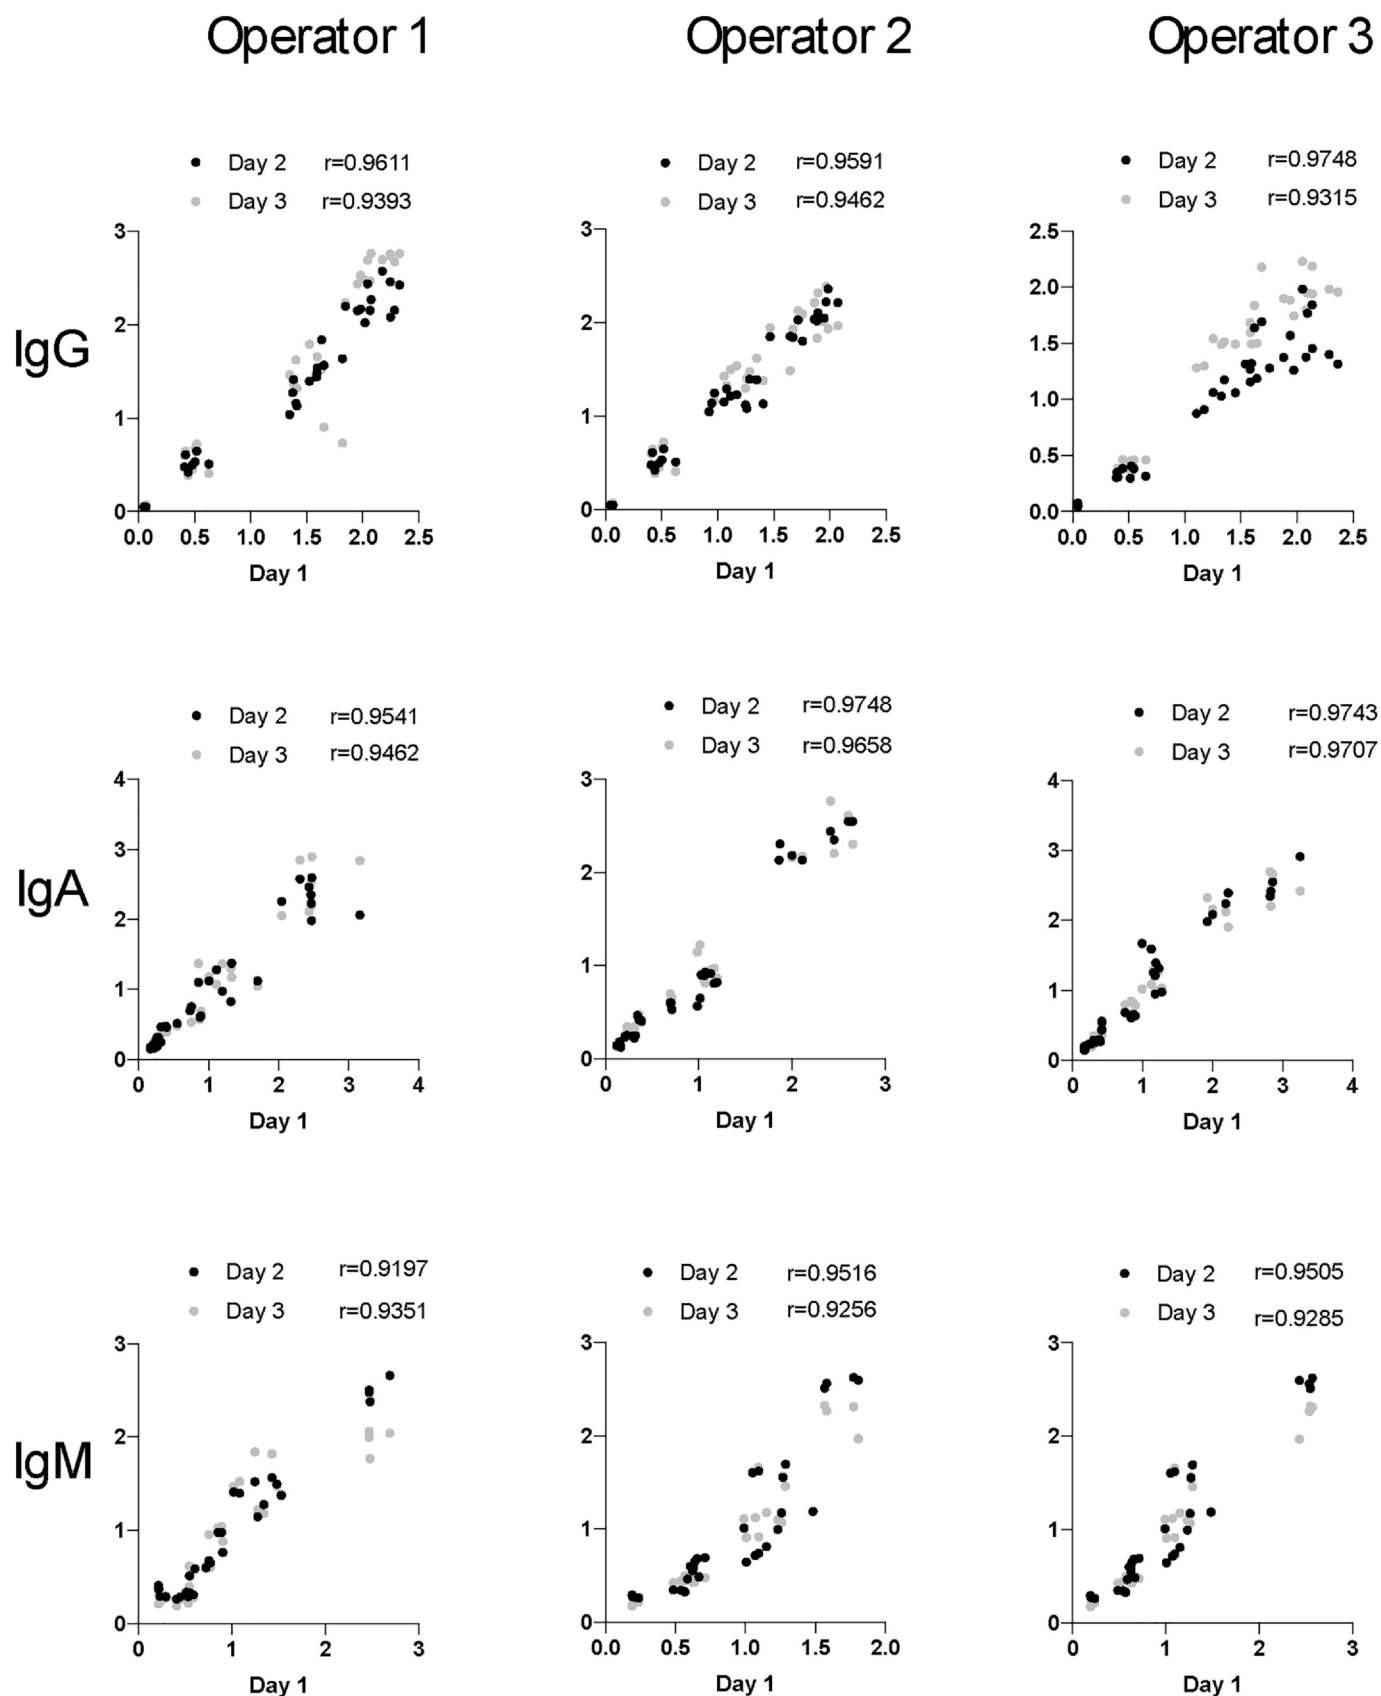 Operator 1 Operator 2 Operator 3
Day 2 r=0.9611
Day 3 r=0.9393
Day 2 r=0.9591
Day 3 r=0.9462
Day 2 r=0.9748
Day 3 r=0.9315
IgG
3
2
1
0
0.0 0.5 1.0 1.5 2.0 2.5
Day 1
3
2
1
0
0.0 0.5 1.0 1.5 2.0 2.5
Day 1
2.5
2.0
1.5
1.0
0.5
0.0
0.0 0.5 1.0 1.5 2.0 2.5
Day 1
Day 2 r=0.9541
Day 3 r=0.9462
Day 2 r=0.9748
Day 3 r=0.9658
Day 2 r=0.9743
Day 3 r=0.9707
IgA
4
3
2
1
0
0 1 2 3 4
Day 1
3
2
1
0
0 1 2 3
Day 1
4
3
2
1
0
0 1 2 3 4
Day 1
Day 2 r=0.9197
Day 3 r=0.9351
Day 2 r=0.9516
Day 3 r=0.9256
Day 2 r=0.9505
Day 3 r=0.9285
IgM
3
2
1
0
0 1 2 3
Day 1
3
2
1
0
0.0 0.5 1.0 1.5 2.0
Day 1
3
2
1
0
0 1 2 3
Day 1